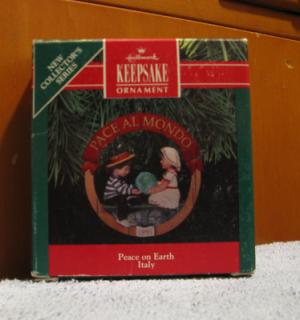 NEW
COLLECTOR'S
SERIES
Hallmark
KEEPSAKE
ORNAMENT
PACE AL MONDO
Peace on Earth
Italy